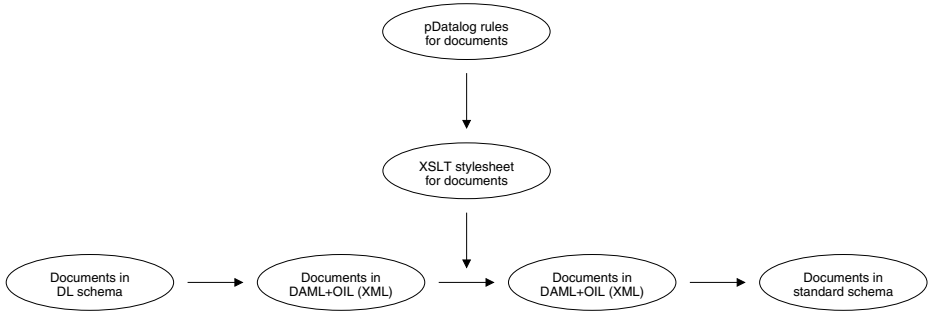 pDatalog rules
for documents
XSLT stylesheet
for documents
Documents in
DL schema
Documents in
DAML+OIL (XML)
Documents in
DAML+OIL (XML)
Documents in
standard schema